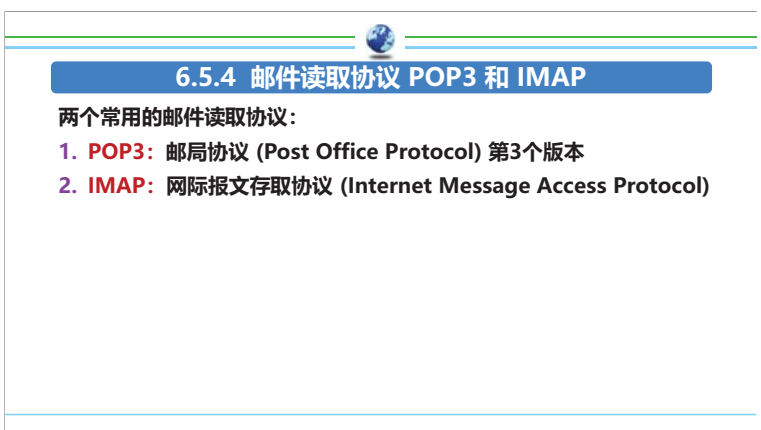 6.5.4 邮件读取协议 POP3 和 IMAP
两个常用的邮件读取协议：
1. POP3：邮局协议 (Post Office Protocol) 第3个版本
2. IMAP：网际报文存取协议 (Internet Message Access Protocol)